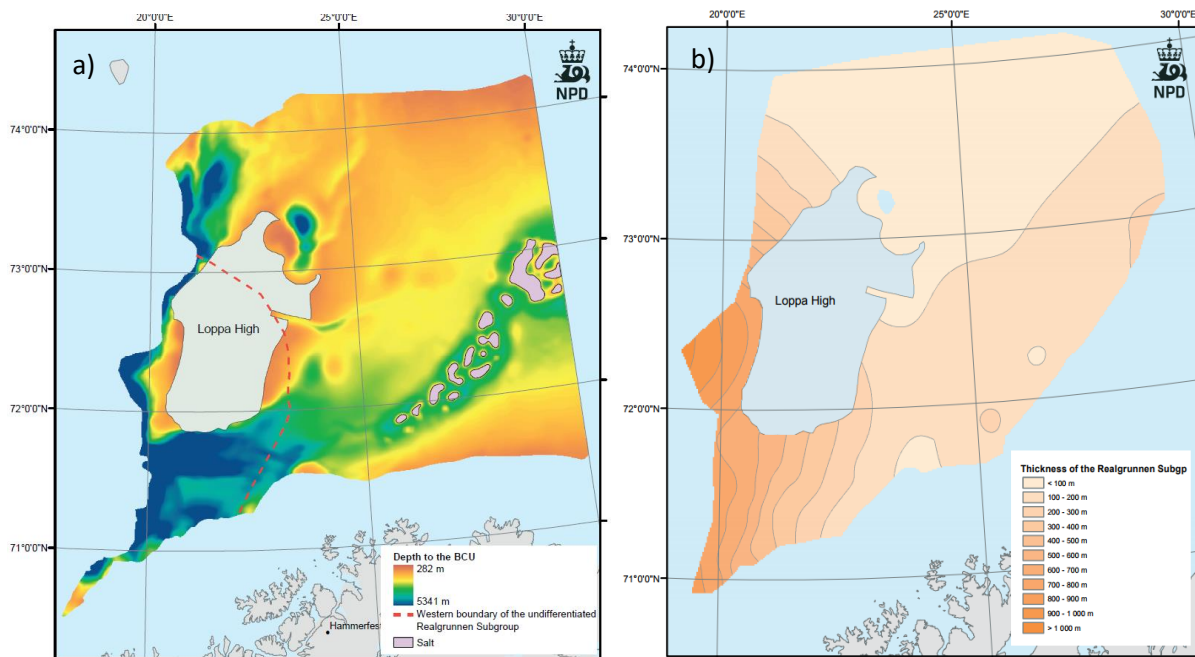 20°0'0"E
25°0'0"E
30°0'0"E
a)
NPD
74°0'0"N
73°0'0"N
72°0'0"N
71°0'0"N
Loppa High
Hammerfest
Depth to the BCU
282 m
5341 m
Western boundary of the undifferentiated
Realgrunnen Subgroup
Salt
20°0'0"E
25°0'0"E
30°0'0"E
b)
NPD
74°0'0"N
73°0'0"N
72°0'0"N
71°0'0"N
Loppa High
Thickness of the Realgrunnen Subgp
< 100 m
100 - 200 m
200 - 300 m
300 - 400 m
400 - 500 m
500 - 600 m
600 - 700 m
700 - 800 m
800 - 900 m
900 - 1 000 m
> 1 000 m